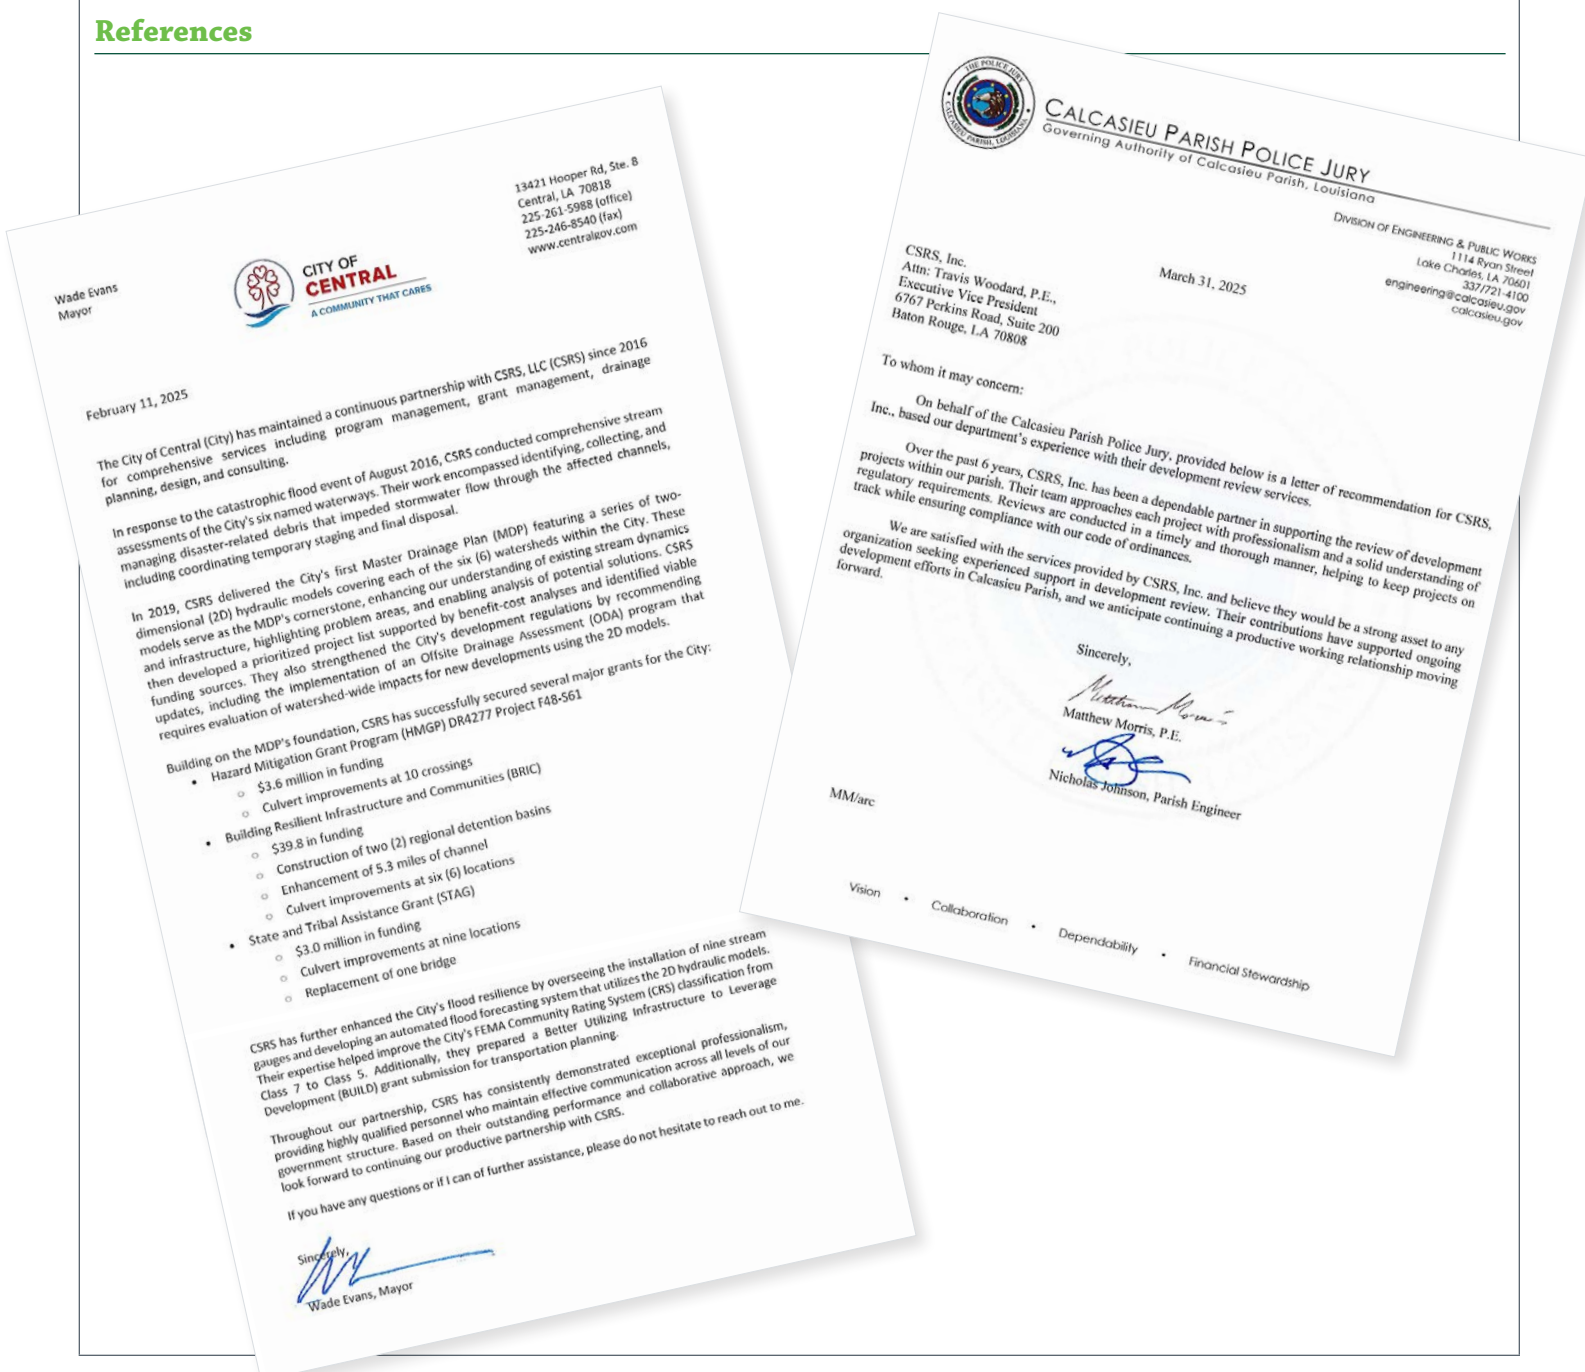 References
13421 Hooper Rd, Ste. 8
Central, LA 70818
225-261-5988 (office)
225-246-8540 (fax)
www.centralgov.com
Wade Evans
Mayor
CITY OF
CENTRAL
A COMMUNITY THAT CARES
February 11, 2025
The City of Central (City) has maintained a continuous partnership with CSRS, LLC (CSRS) since 2016
for comprehensive services including program management, grant management, drainage
planning, design, and consulting.
In response to the catastrophic flood event of August 2016, CSRS conducted comprehensive stream
assessments of the City's six named waterways. Their work encompassed identifying, collecting, and
managing disaster-related debris that impeded stormwater flow through the affected channels,
including coordinating temporary staging and final disposal.
In 2019, CSRS delivered the City's first Master Drainage Plan (MDP) featuring a series of two-
dimensional (2D) hydraulic models covering each of the six (6) watersheds within the City. These
models serve as the MDP's cornerstone, enhancing our understanding of existing stream dynamics
and infrastructure, highlighting problem areas, and enabling analysis of potential solutions. CSRS
then developed a prioritized project list supported by benefit-cost analyses and identified viable
funding sources. They also strengthened the City's development regulations by recommending
updates, including the implementation of an Offsite Drainage Assessment (ODA) program that
requires evaluation of watershed-wide impacts for new developments using the 2D models.
Building on the MDP's foundation, CSRS has successfully secured several major grants for the City:
• Hazard Mitigation Grant Program (HMGP) DR4277 Project F48-S61
○ $3.6 million in funding
○ Culvert improvements at 10 crossings
• Building Resilient Infrastructure and Communities (BRIC)
○ $39.8 in funding
○ Construction of two (2) regional detention basins
○ Enhancement of 5.3 miles of channel
○ Culvert improvements at six (6) locations
• State and Tribal Assistance Grant (STAG)
○ $3.0 million in funding
○ Culvert improvements at nine locations
○ Replacement of one bridge
CSRS has further enhanced the City's flood resilience by overseeing the installation of nine stream
gauges and developing an automated flood forecasting system that utilizes the 2D hydraulic models.
Their expertise helped improve the City's FEMA Community Rating System (CRS) classification from
Class 7 to Class 5. Additionally, they prepared a Better Utilizing Infrastructure to Leverage
Development (BUILD) grant submission for transportation planning.
Throughout our partnership, CSRS has consistently demonstrated exceptional professionalism,
providing highly qualified personnel who maintain effective communication across all levels of our
government structure. Based on their outstanding performance and collaborative approach, we
look forward to continuing our productive partnership with CSRS.
If you have any questions or if I can of further assistance, please do not hesitate to reach out to me.
Sincerely,
Wade Evans, Mayor
THE POLICE JURY
CALCASIEU PARISH, LOUISIANA
CALCASIEU PARISH POLICE JURY
Governing Authority of Calcasieu Parish, Louisiana
DIVISION OF ENGINEERING & PUBLIC WORKS
1114 Ryan Street
Lake Charles, LA 70601
337/721-4100
engineering@calcasieu.gov
calcasieu.gov
March 31, 2025
CSRS, Inc.
Attn: Travis Woodard, P.E.,
Executive Vice President
6767 Perkins Road, Suite 200
Baton Rouge, LA 70808
To whom it may concern:
On behalf of the Calcasieu Parish Police Jury, provided below is a letter of recommendation for CSRS,
Inc., based our department's experience with their development review services.
Over the past 6 years, CSRS, Inc. has been a dependable partner in supporting the review of development
projects within our parish. Their team approaches each project with professionalism and a solid understanding of
regulatory requirements. Reviews are conducted in a timely and thorough manner, helping to keep projects on
track while ensuring compliance with our code of ordinances.
We are satisfied with the services provided by CSRS, Inc. and believe they would be a strong asset to any
organization seeking experienced support in development review. Their contributions have supported ongoing
development efforts in Calcasieu Parish, and we anticipate continuing a productive working relationship moving
forward.
Sincerely,
Matthew Morris
Matthew Morris, P.E.
Nicholas Johnson, Parish Engineer
MM/arc
Vision • Collaboration • Dependability • Financial Stewardship